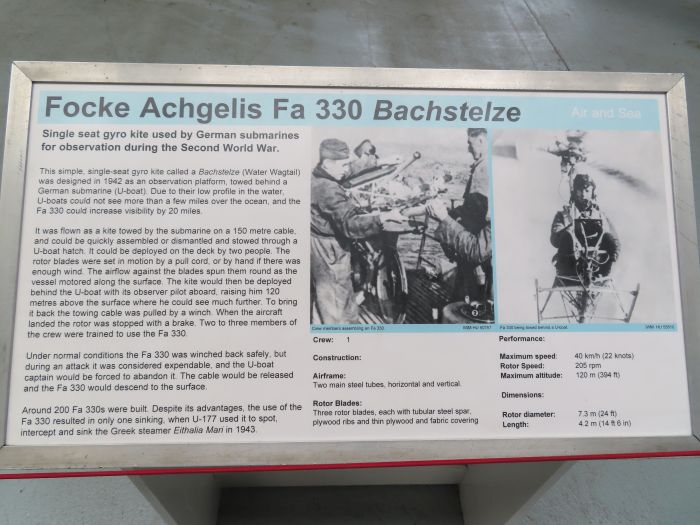 Focke Achgelis Fa 330 Bachstelze
Air and Sea
Single seat gyro kite used by German submarines
for observation during the Second World War.
This simple, single-seat gyro kite called a Bachstelze (Water Wagtail)
was designed in 1942 as an observation platform, towed behind a
German submarine (U-boat). Due to their low profile in the water,
U-boats could not see more than a few miles over the ocean, and the
Fa 330 could increase visibility by 20 miles.
It was flown as a kite towed by the submarine on a 150 metre cable,
and could be quickly assembled or dismantled and stowed through a
U-boat hatch. It could be deployed on the deck by two people. The
rotor blades were set in motion by a pull cord, or by hand if there was
enough wind. The airflow against the blades spun them round as the
vessel motored along the surface. The kite would then be deployed
behind the U-boat with its observer pilot aboard, raising him 120
metres above the surface where he could see much further. To bring
it back the towing cable was pulled by a winch. When the aircraft
landed the rotor was stopped with a brake. Two to three members of
the crew were trained to use the Fa 330.
Under normal conditions the Fa 330 was winched back safely, but
during an attack it was considered expendable, and the U-boat
captain would be forced to abandon it. The cable would be released
and the Fa 330 would descend to the surface.
Around 200 Fa 330s were built. Despite its advantages, the use of the
Fa 330 resulted in only one sinking, when U-177 used it to spot,
intercept and sink the Greek steamer Eithalia Mari in 1943.
Crew members assembling an Fa 330
Fa 330 being towed behind a U-boat
Crew: 1
Construction:
Airframe:
Two main steel tubes, horizontal and vertical.
Rotor Blades:
Three rotor blades, each with tubular steel spar,
plywood ribs and thin plywood and fabric covering
Performance:
Maximum speed: 40 km/h (22 knots)
Rotor Speed: 205 rpm
Maximum altitude: 120 m (394 ft)
Dimensions:
Rotor diameter: 7.3 m (24 ft)
Length: 4.2 m (14 ft 6 in)